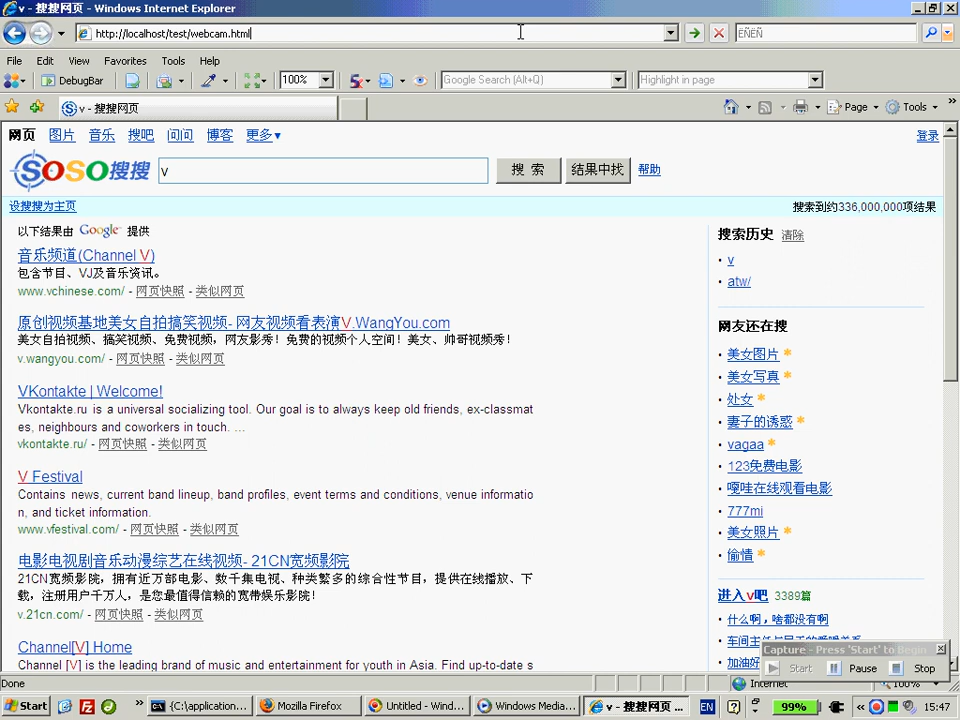 v - 搜搜网页 - Windows Internet Explorer
http://localhost/test/webcam.html
ÈÑÈÑ
File Edit View Favorites Tools Help
DebugBar
100%
Google Search (Alt+Q)
Highlight in page
v - 搜搜网页
Page
Tools
网页 图片 音乐 搜吧 问问 博客 更多▼
登录
SOSO搜搜
v
搜 索
结果中找
帮助
设搜搜为主页
搜索到约336,000,000项结果
以下结果由 Google 提供
音乐频道(Channel V)
包含节目、VJ及音乐资讯。
www.vchinese.com/ - 网页快照 - 类似网页
原创视频基地美女自拍搞笑视频- 网友视频看表演V.WangYou.com
美女自拍视频、搞笑视频、免费视频，网友影秀！免费的视频个人空间！美女、帅哥视频秀！
v.wangyou.com/ - 网页快照 - 类似网页
VKontakte | Welcome!
Vkontakte.ru is a universal socializing tool. Our goal is to always keep old friends, ex-classmat
es, neighbours and coworkers in touch. ...
vkontakte.ru/ - 网页快照 - 类似网页
V Festival
Contains news, current band lineup, band profiles, event terms and conditions, venue informatio
n, and ticket information.
www.vfestival.com/ - 网页快照 - 类似网页
电影电视剧音乐动漫综艺在线视频- 21CN宽频影院
21CN宽频影院，拥有近万部电影、数千集电视、种类繁多的综合性节目，提供在线播放、下
载，注册用户千万人，是您最值得信赖的宽带娱乐影院！
v.21cn.com/ - 网页快照 - 类似网页
Channel[V] Home
Channel [V] is the leading brand of music and entertainment for youth in Asia. Find up-to-date s
搜索历史 清除
· v
· atw/
网友还在搜
· 美女图片 *
· 美女写真 *
· 处女 *
· 妻子的诱惑 *
· vagaa *
· 123免费电影
· 嘎哇在线观看电影
· 777mi
· 美女照片 *
· 偷情 *
进入v吧 3389篇
· 什么啊，啥都没有啊
Capture - Press 'Start' to Begin
Start Pause Stop
Done
Internet
100%
Start
C:\application...
Mozilla Firefox
Untitled - Wind...
Windows Media...
v - 搜搜网页 ...
EN
99%
15:47